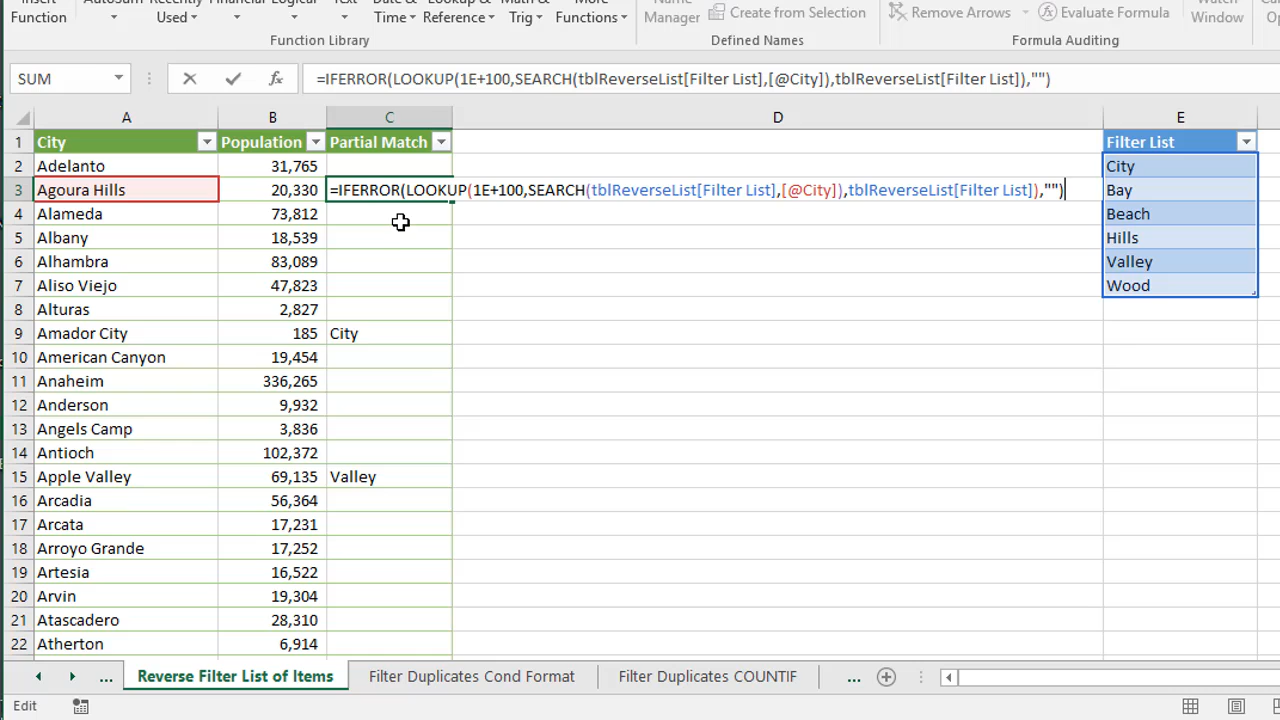 Insert Function
AutoSum
Recently Used
Financial
Logical
Text
Date & Time
Lookup & Reference
Math & Trig
More Functions
Function Library
Name Manager
Create from Selection
Defined Names
Remove Arrows
Evaluate Formula
Formula Auditing
Watch Window
SUM
fx
=IFERROR(LOOKUP(1E+100,SEARCH(tblReverseList[Filter List],[@City]),tblReverseList[Filter List]),"")
A B C D E
1 City Population Partial Match Filter List
2 Adelanto 31,765 City
3 Agoura Hills 20,330 =IFERROR(LOOKUP(1E+100,SEARCH(tblReverseList[Filter List],[@City]),tblReverseList[Filter List]),"") Bay
4 Alameda 73,812 Beach
5 Albany 18,539 Hills
6 Alhambra 83,089 Valley
7 Aliso Viejo 47,823 Wood
8 Alturas 2,827
9 Amador City 185 City
10 American Canyon 19,454
11 Anaheim 336,265
12 Anderson 9,932
13 Angels Camp 3,836
14 Antioch 102,372
15 Apple Valley 69,135 Valley
16 Arcadia 56,364
17 Arcata 17,231
18 Arroyo Grande 17,252
19 Artesia 16,522
20 Arvin 19,304
21 Atascadero 28,310
22 Atherton 6,914
... Reverse Filter List of Items Filter Duplicates Cond Format Filter Duplicates COUNTIF ...
Edit